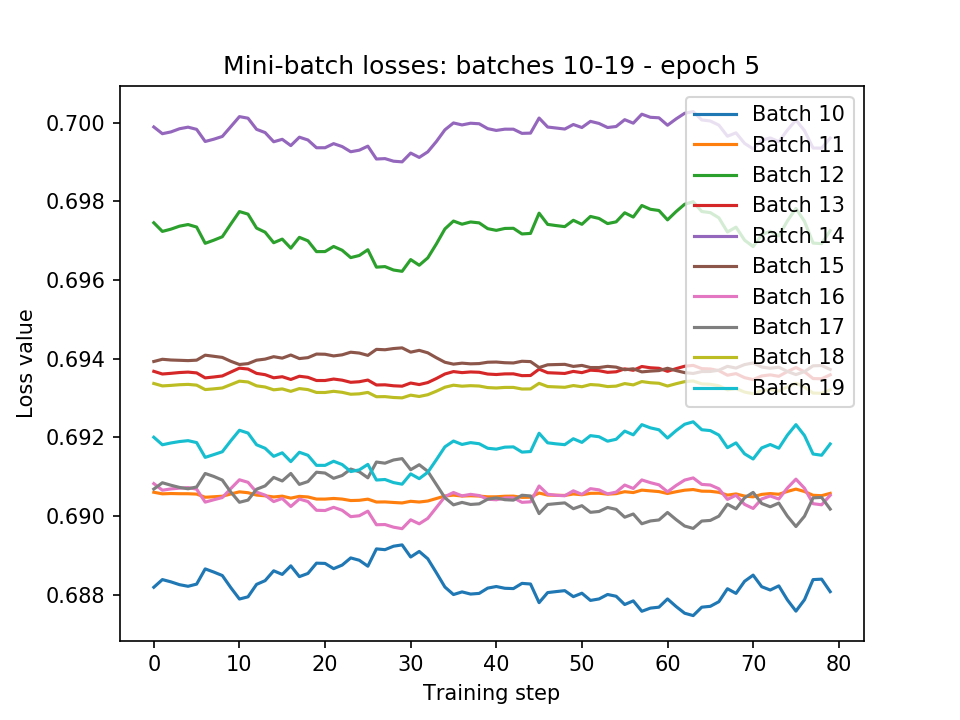 Mini-batch losses: batches 10-19 - epoch 5
0.700
0.698
0.696
0.694
0.692
0.690
0.688
Loss value
Batch 10
Batch 11
Batch 12
Batch 13
Batch 14
Batch 15
Batch 16
Batch 17
Batch 18
Batch 19
0 10 20 30 40 50 60 70 80
Training step